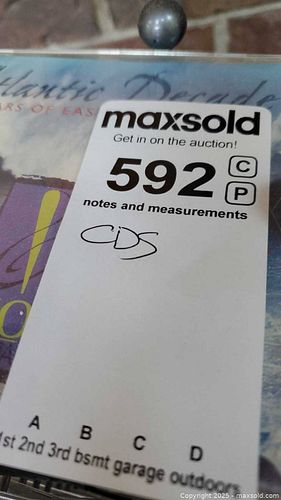 Atlantic Decade
ARS OF EAS
maxsold
Get in on the auction!
592 C
P
notes and measurements
CDS
A B C D
1st 2nd 3rd bsmt garage outdoors
Copyright 2025 - maxsold.com